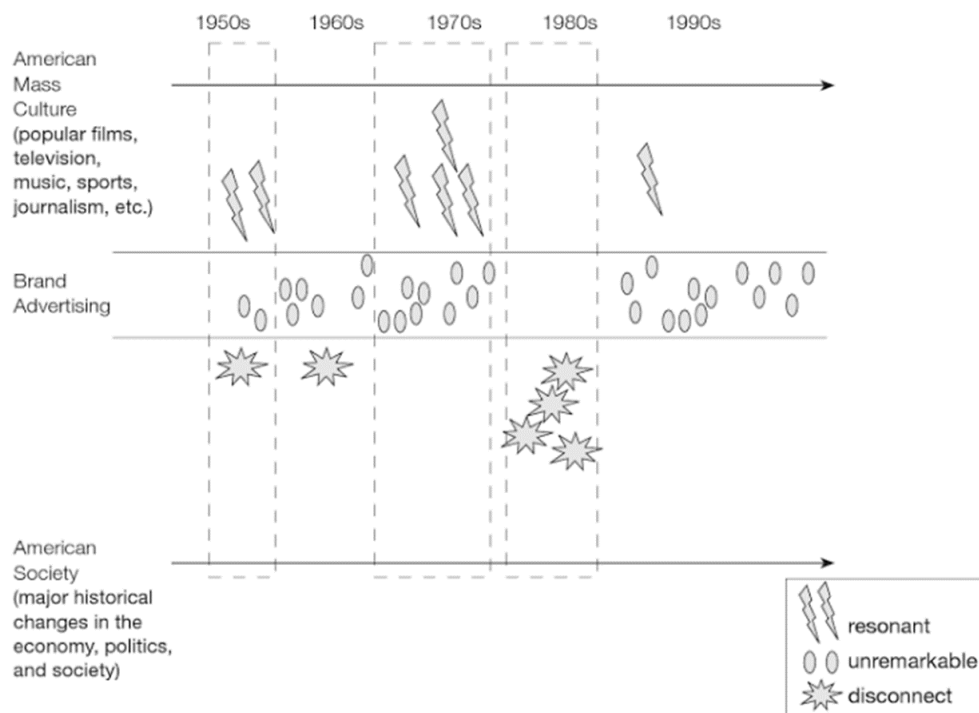 1950s 1960s 1970s 1980s 1990s
American
Mass
Culture
(popular films,
television,
music, sports,
journalism, etc.)
Brand
Advertising
American
Society
(major historical
changes in the
economy, politics,
and society)
resonant
unremarkable
disconnect